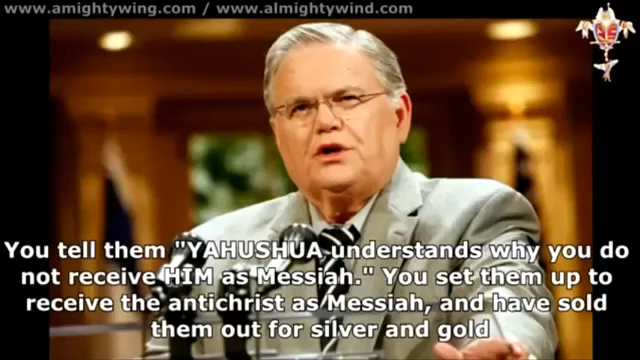 www.amightywing.com / www.almightywind.com
You tell them "YAHUSHUA understands why you do
not receive HIM as Messiah." You set them up to
receive the antichrist as Messiah, and have sold
them out for silver and gold